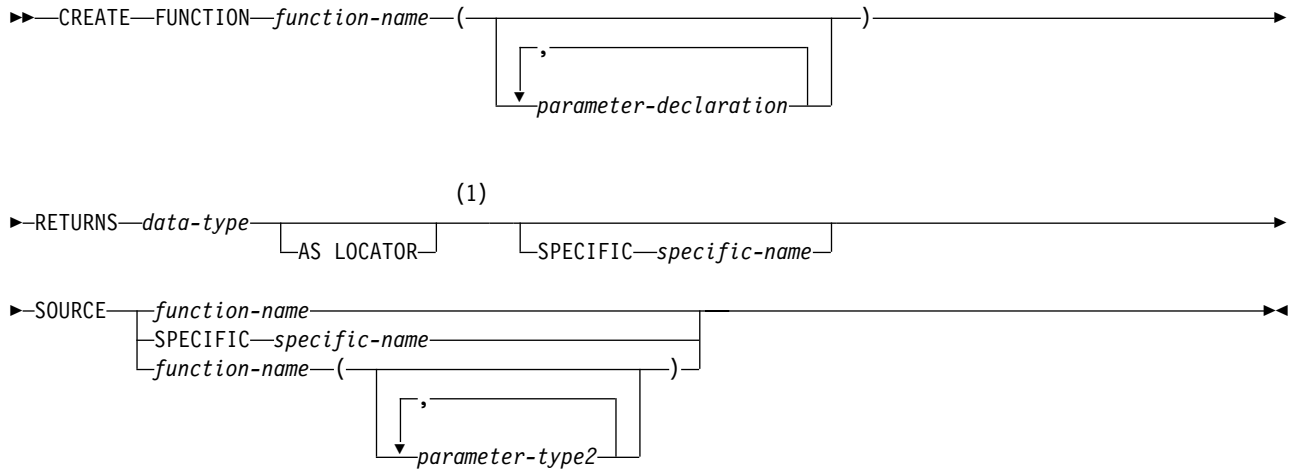 CREATE FUNCTION function-name ( )
,
parameter-declaration
(1)
RETURNS data-type
AS LOCATOR SPECIFIC specific-name
SOURCE function-name
SPECIFIC specific-name
function-name ( )
,
parameter-type2